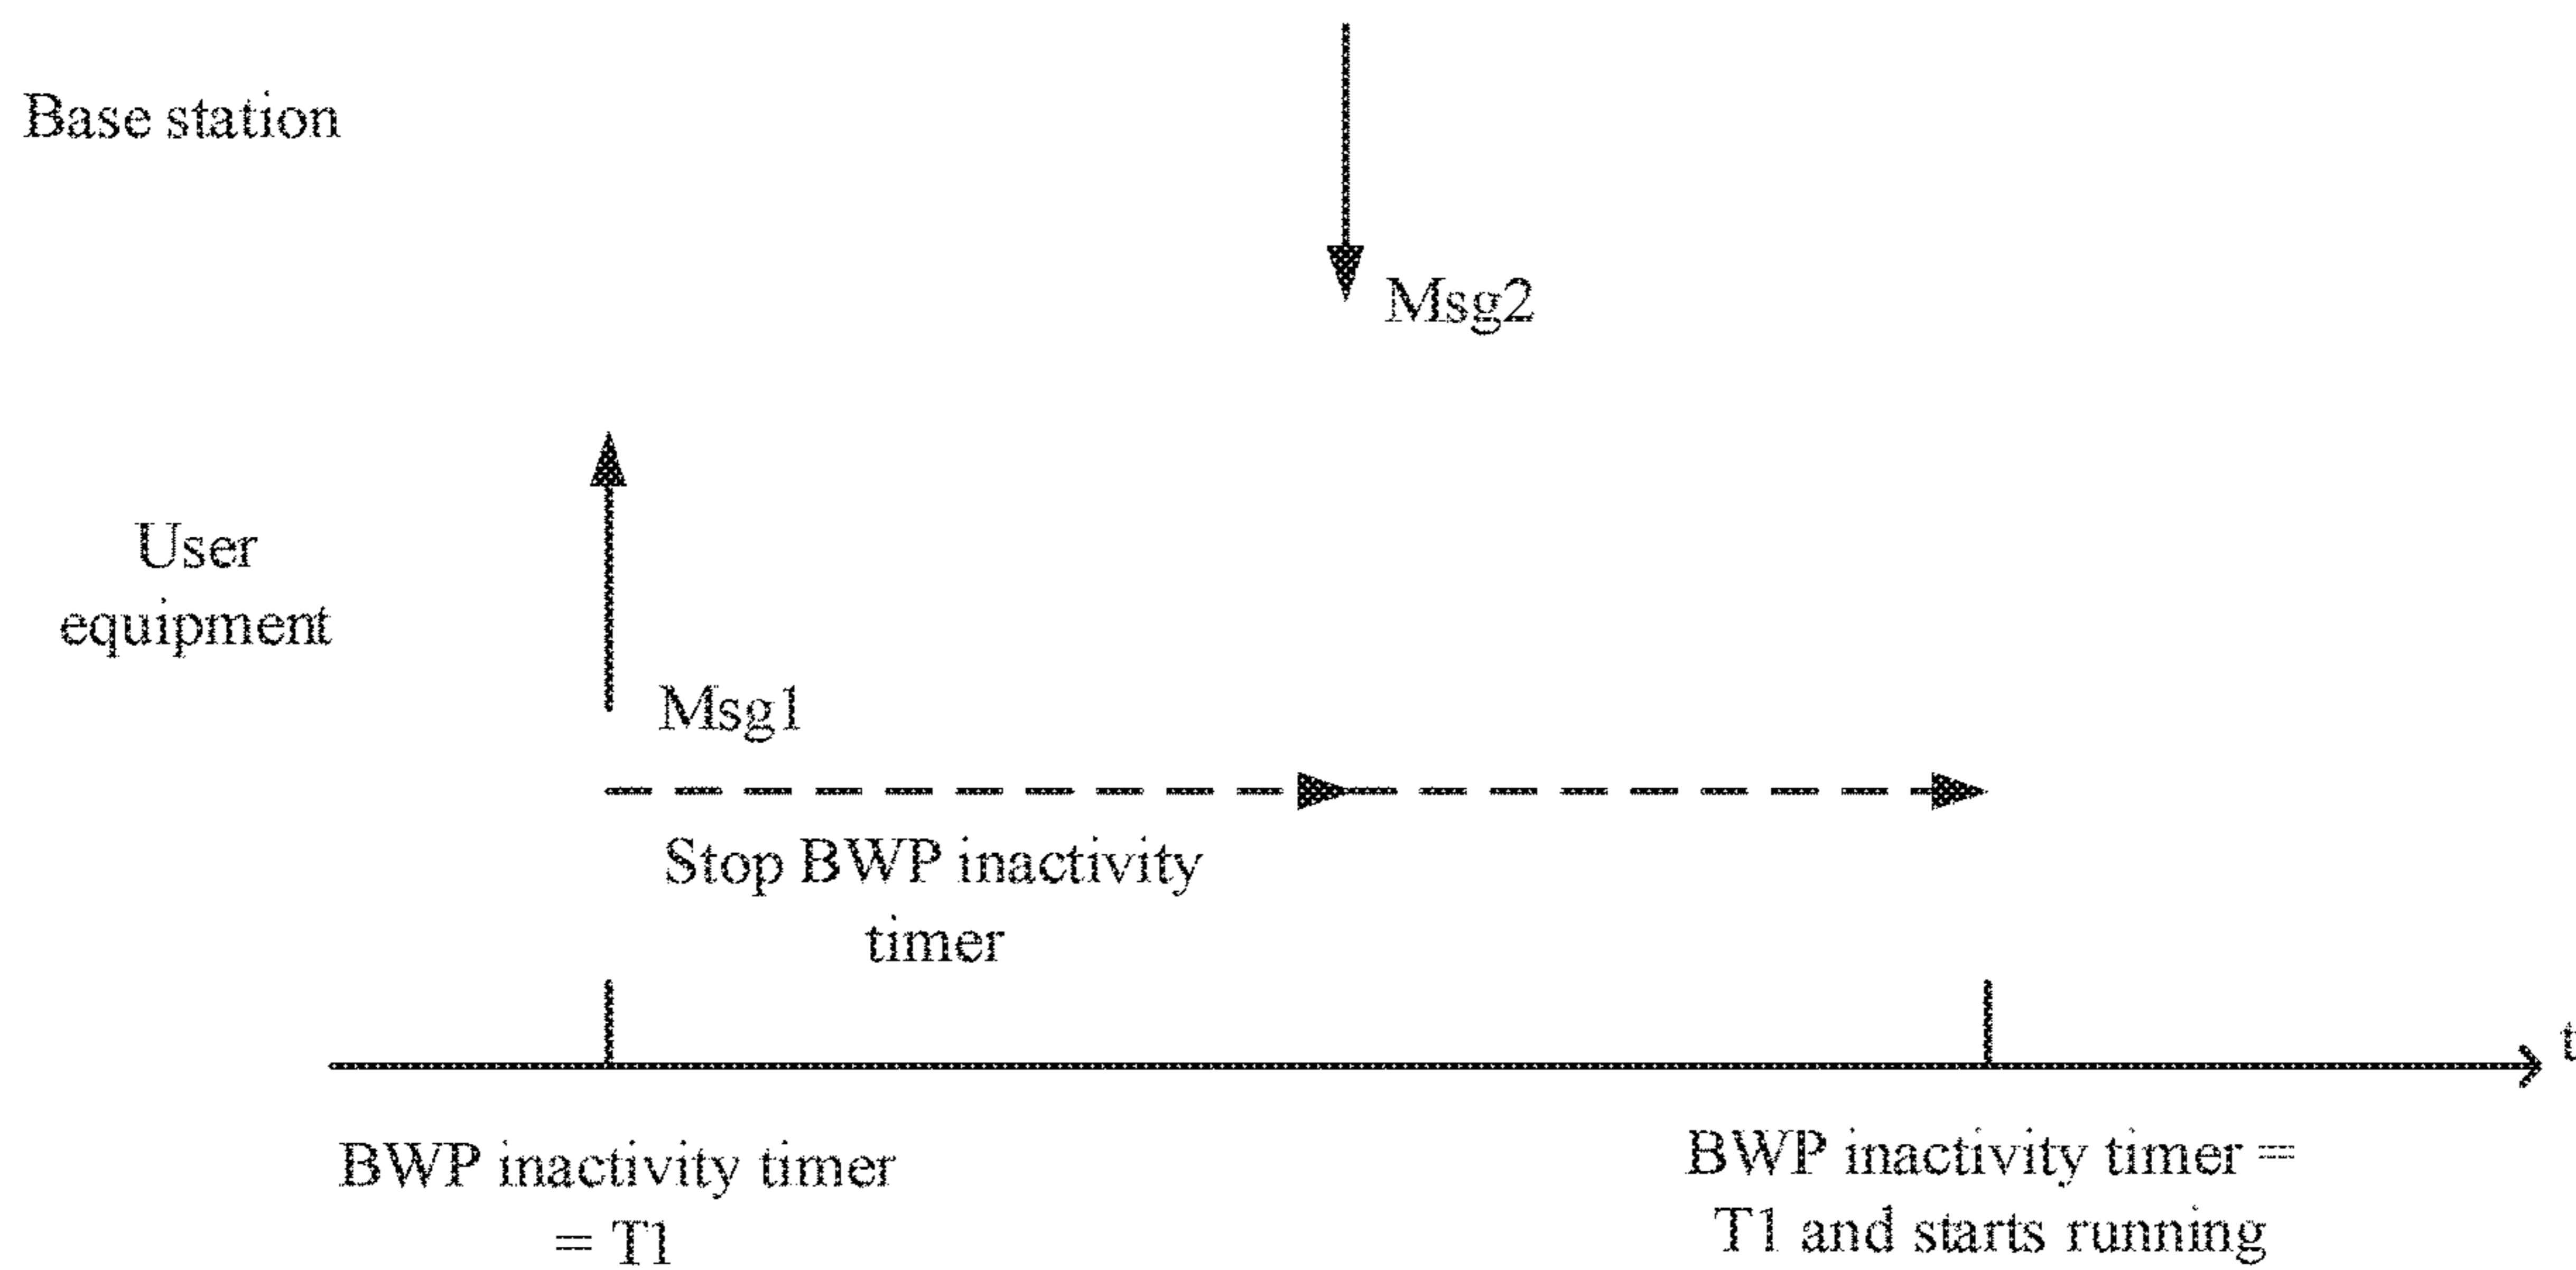 Base station
Msg2
User
equipment
Msg1
Stop BWP inactivity
timer
t
BWP inactivity timer
= T1
BWP inactivity timer =
T1 and starts running